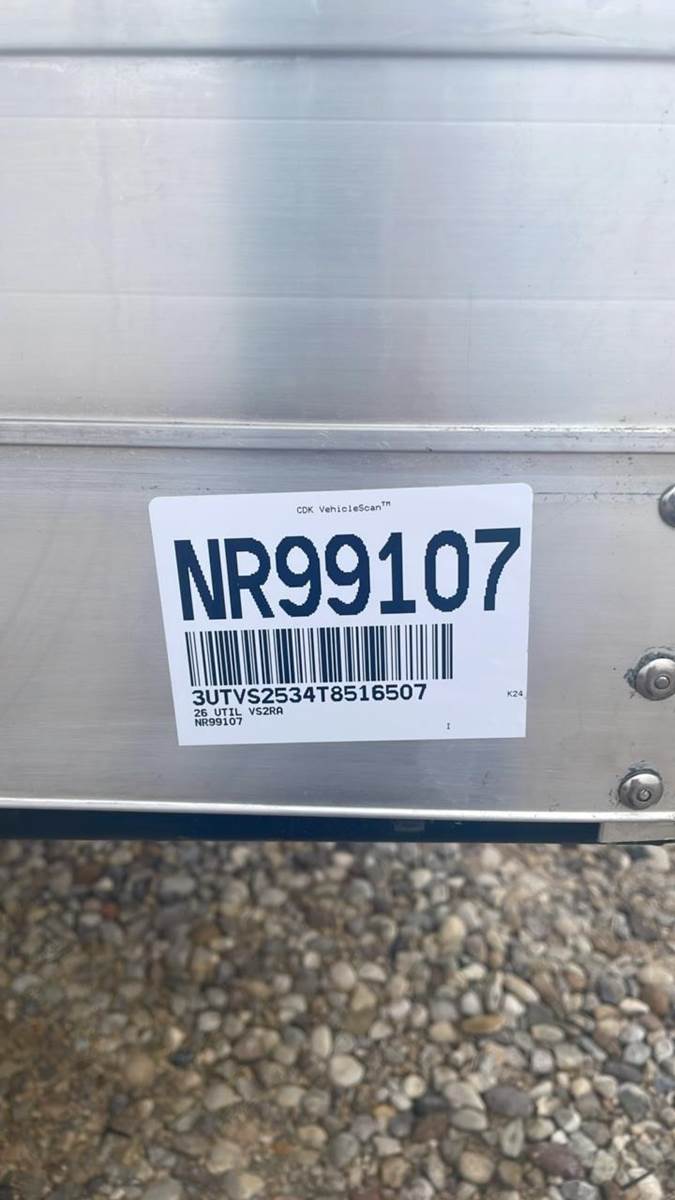 CDK VehicleScan™
NR99107
3UTVS2534T8516507
26 UTIL VS2RA
K24
NR99107
I